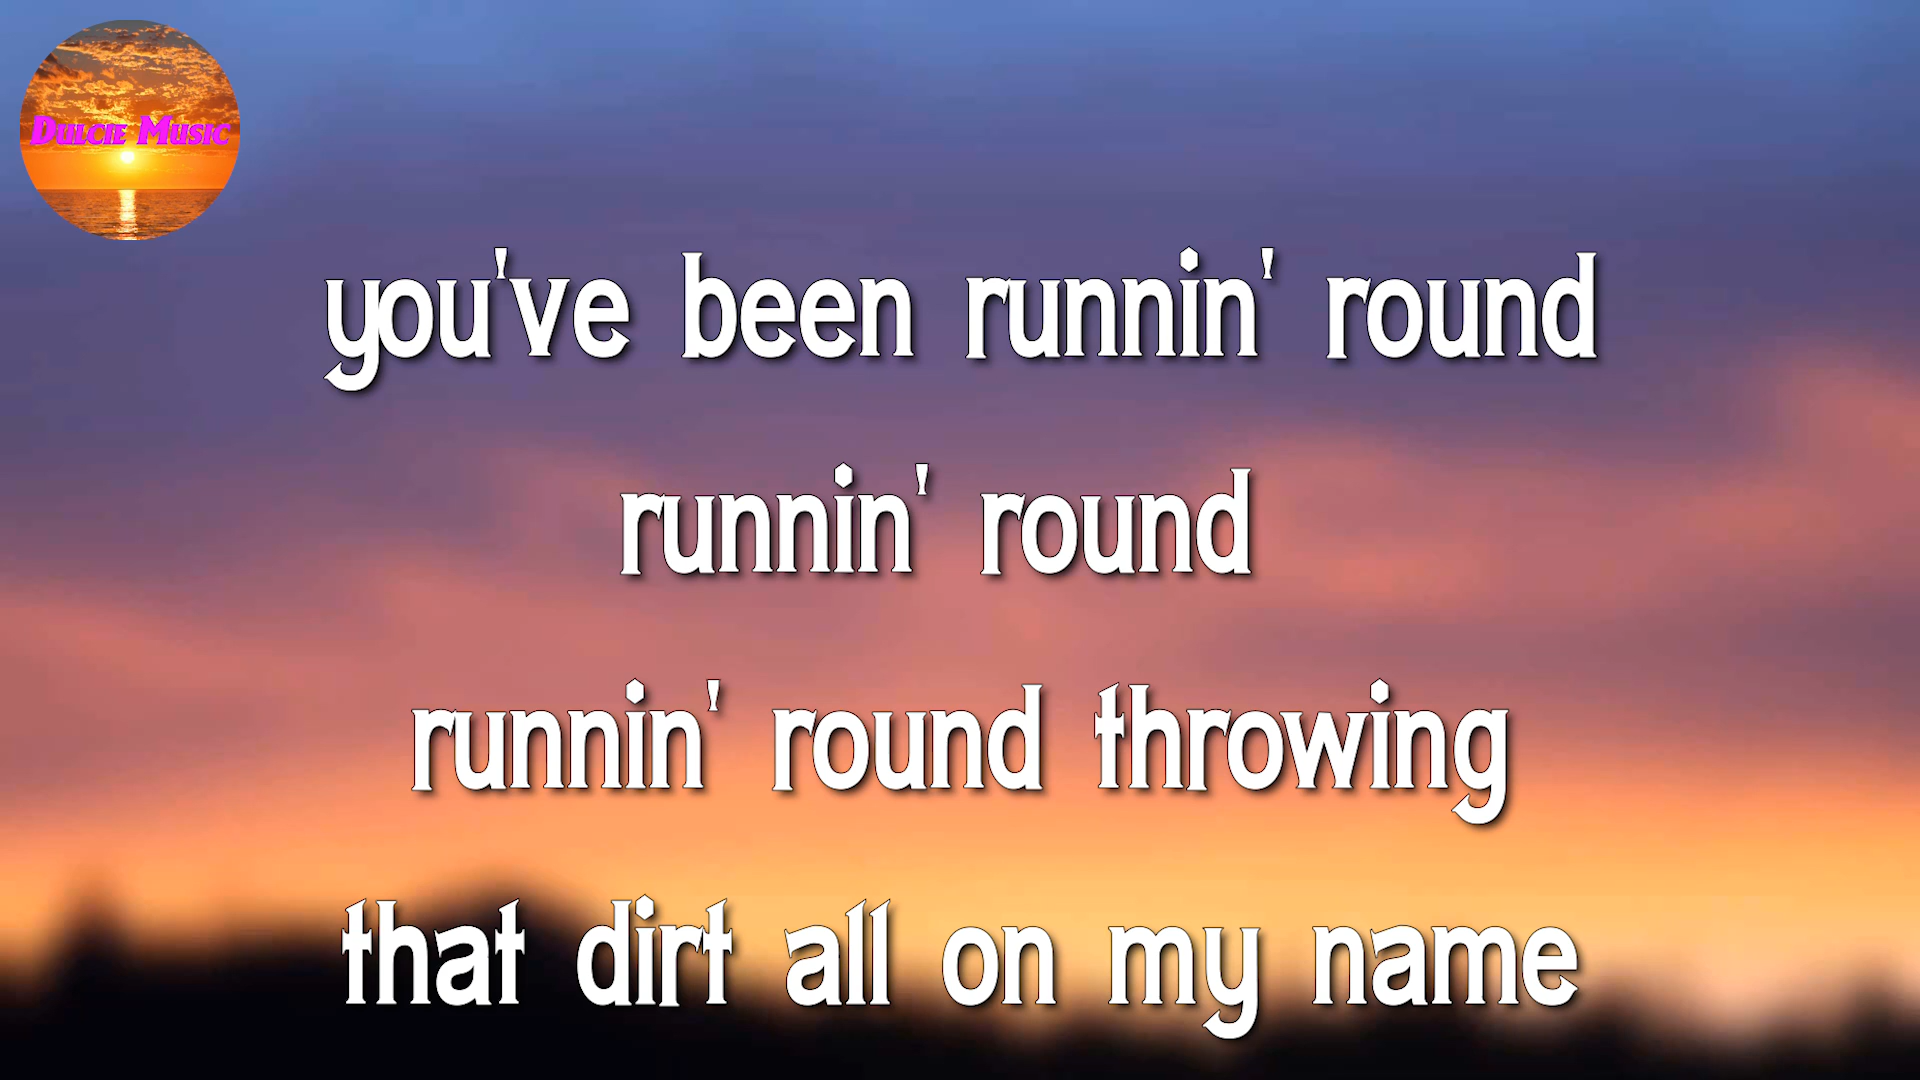 Dulcie Music
you've been runnin' round
runnin' round
runnin' round throwing
that dirt all on my name